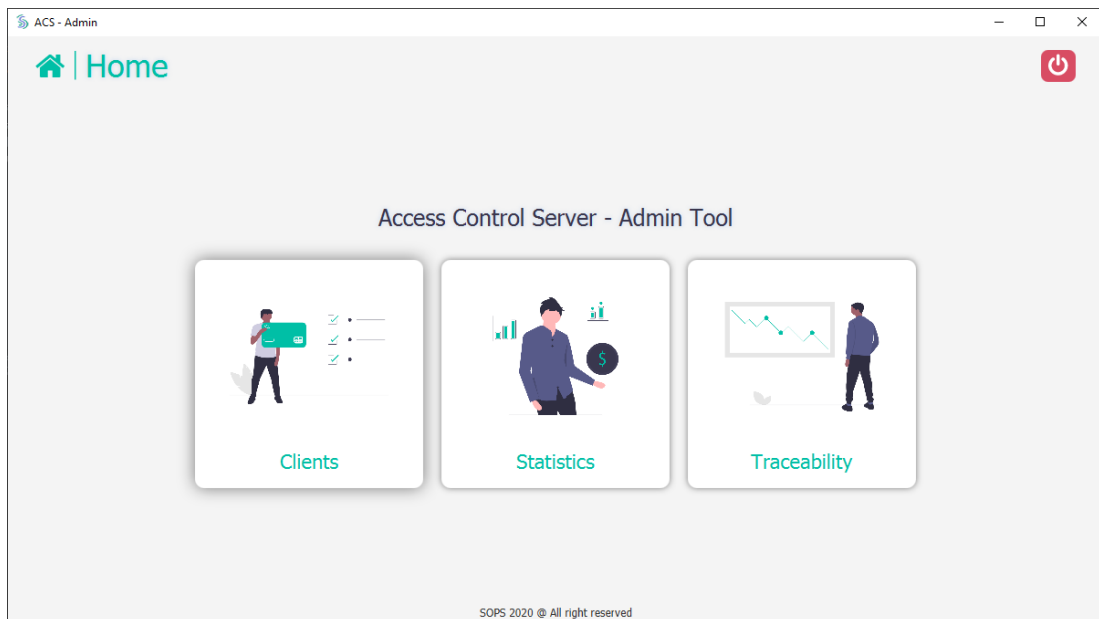 ACS - Admin
Home
Access Control Server - Admin Tool
$
Clients
Statistics
Traceability
SOPS 2020 @ All right reserved